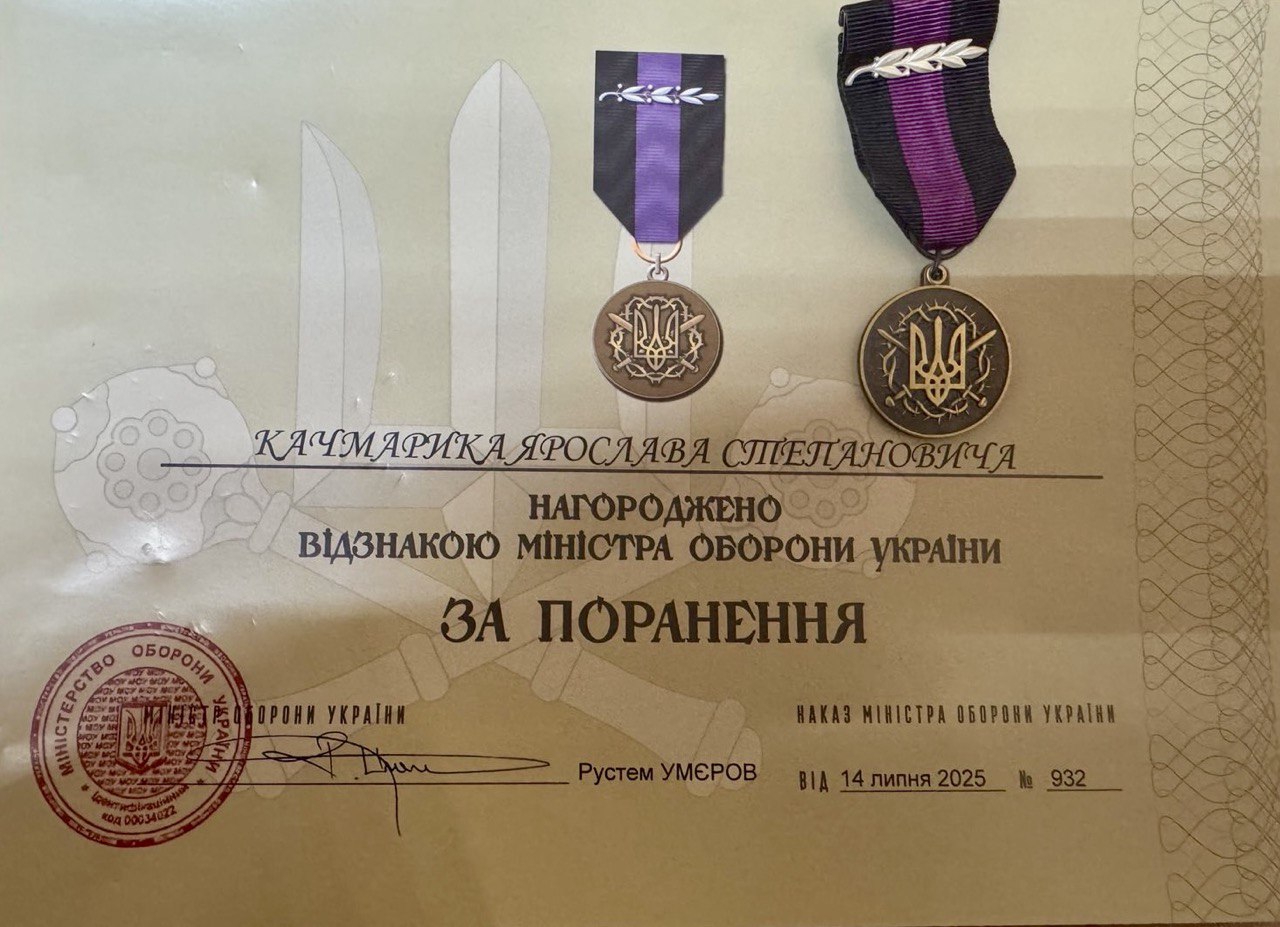 КАЧМАРИКА ЯРОСЛАВА СТЕПАНОВИЧА
НАГОРОДЖЕНО
ВІДЗНАКОЮ МІНІСТРА ОБОРОНИ УКРАЇНИ
ЗА ПОРАНЕННЯ
МІНІСТЕРСТВО ОБОРОНИ УКРАЇНИ
* Ідентифікаційний *
код 00034022
МІНІСТР ОБОРОНИ УКРАЇНИ
Рустем УМЄРОВ
НАКАЗ МІНІСТРА ОБОРОНИ УКРАЇНИ
ВІД 14 липня 2025 № 932